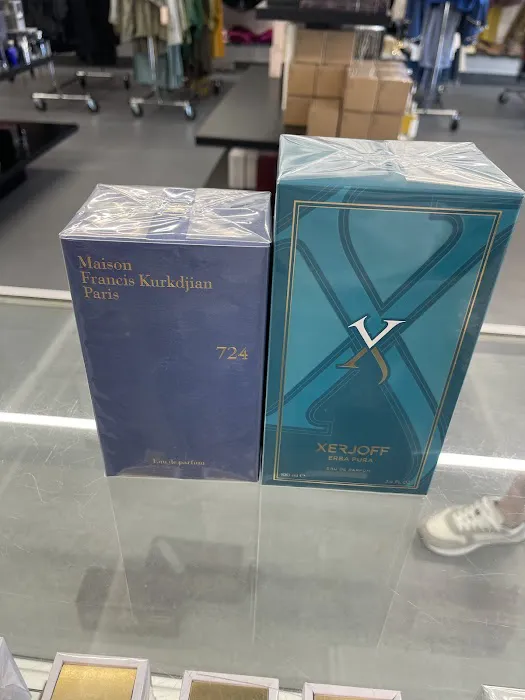 Maison
Francis Kurkdjian
Paris
724
Eau de parfum
XERJOFF
ERBA PURA
EAU DE PARFUM